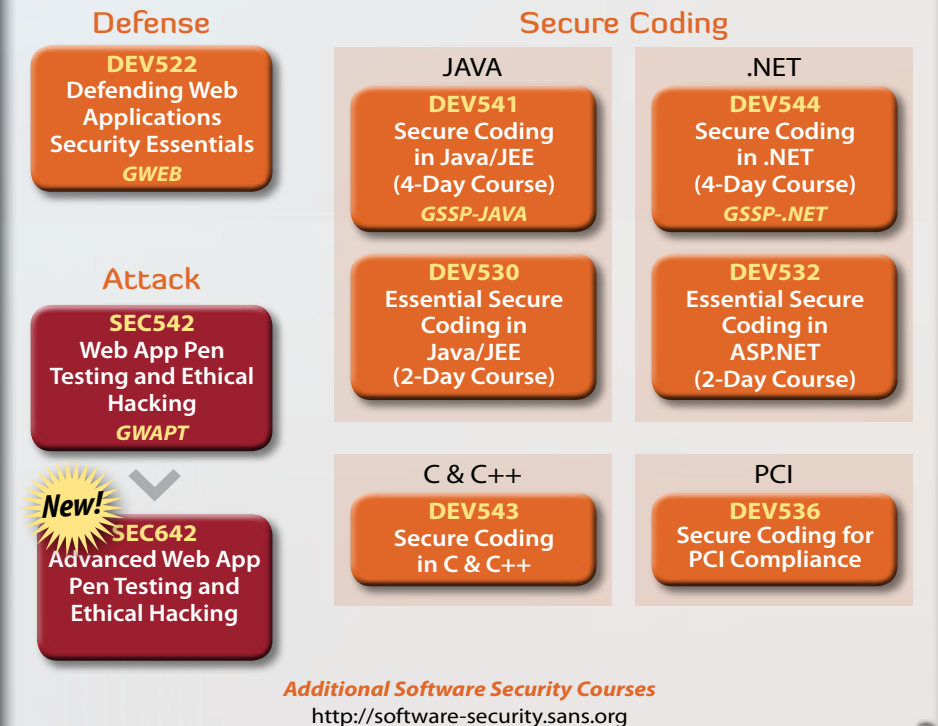 Defense
DEV522
Defending Web
Applications
Security Essentials
GWEB
Attack
SEC542
Web App Pen
Testing and Ethical
Hacking
GWAPT
New!
SEC642
Advanced Web App
Pen Testing and
Ethical Hacking
Secure Coding
JAVA
DEV541
Secure Coding
in Java/JEE
(4-Day Course)
GSSP-JAVA
DEV530
Essential Secure
Coding in
Java/JEE
(2-Day Course)
.NET
DEV544
Secure Coding
in .NET
(4-Day Course)
GSSP-.NET
DEV532
Essential Secure
Coding in
ASP.NET
(2-Day Course)
C & C++
DEV543
Secure Coding
in C & C++
PCI
DEV536
Secure Coding for
PCI Compliance
Additional Software Security Courses
http://software-security.sans.org